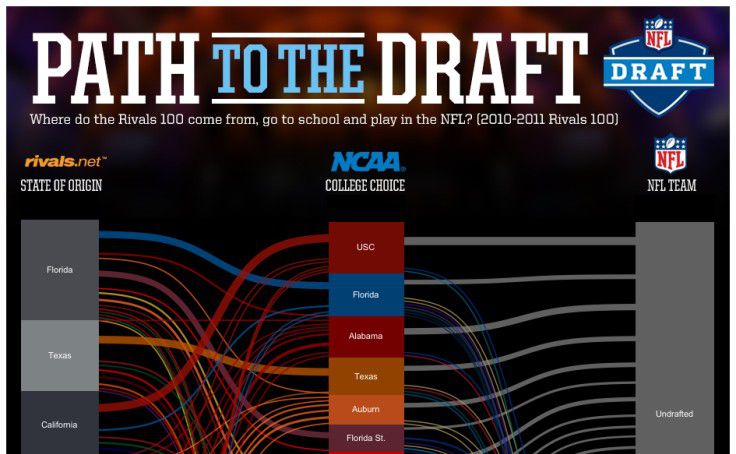 PATH TO THE DRAFT
NFL
DRAFT
Where do the Rivals 100 come from, go to school and play in the NFL? (2010-2011 Rivals 100)
rivals.net™
NCAA®
NFL
STATE OF ORIGIN
COLLEGE CHOICE
NFL TEAM
Florida
Texas
California
USC
Florida
Alabama
Texas
Auburn
Florida St.
Undrafted